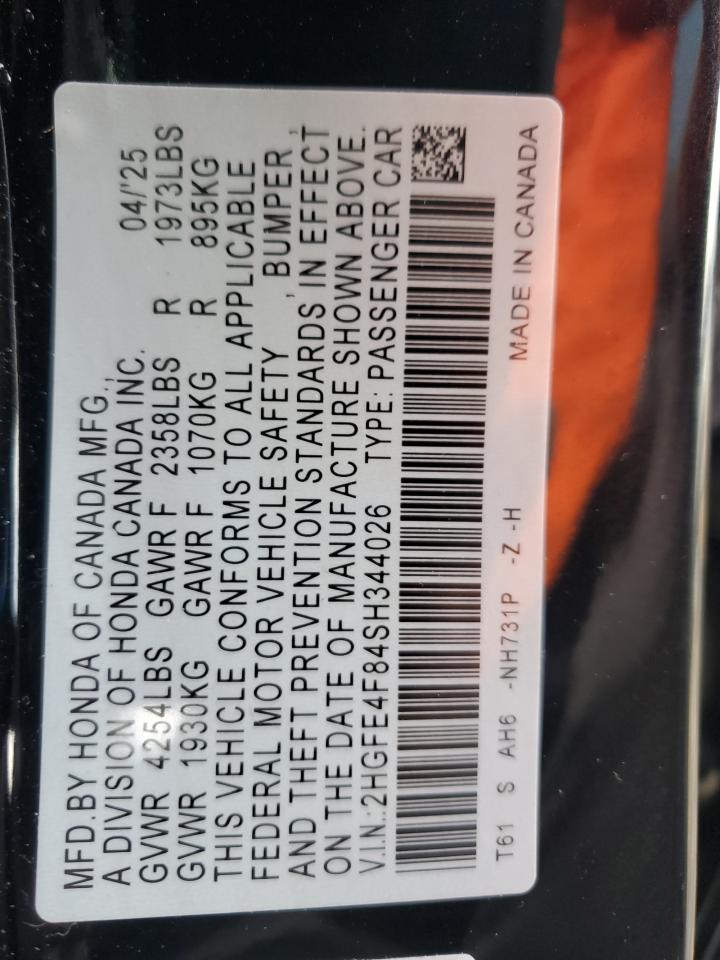 MFD.BY HONDA OF CANADA MFG.,
A DIVISION OF HONDA CANADA INC. 04/'25
GVWR 4254LBS GAWR F 2358LBS R 1973LBS
GVWR 1930KG GAWR F 1070KG R 895KG
THIS VEHICLE CONFORMS TO ALL APPLICABLE
FEDERAL MOTOR VEHICLE SAFETY , BUMPER ,
AND THEFT PREVENTION STANDARDS IN EFFECT
ON THE DATE OF MANUFACTURE SHOWN ABOVE.
V.I.N.:2HGFE4F84SH344026 TYPE: PASSENGER CAR
T61 S AH6 -NH731P -Z -H MADE IN CANADA